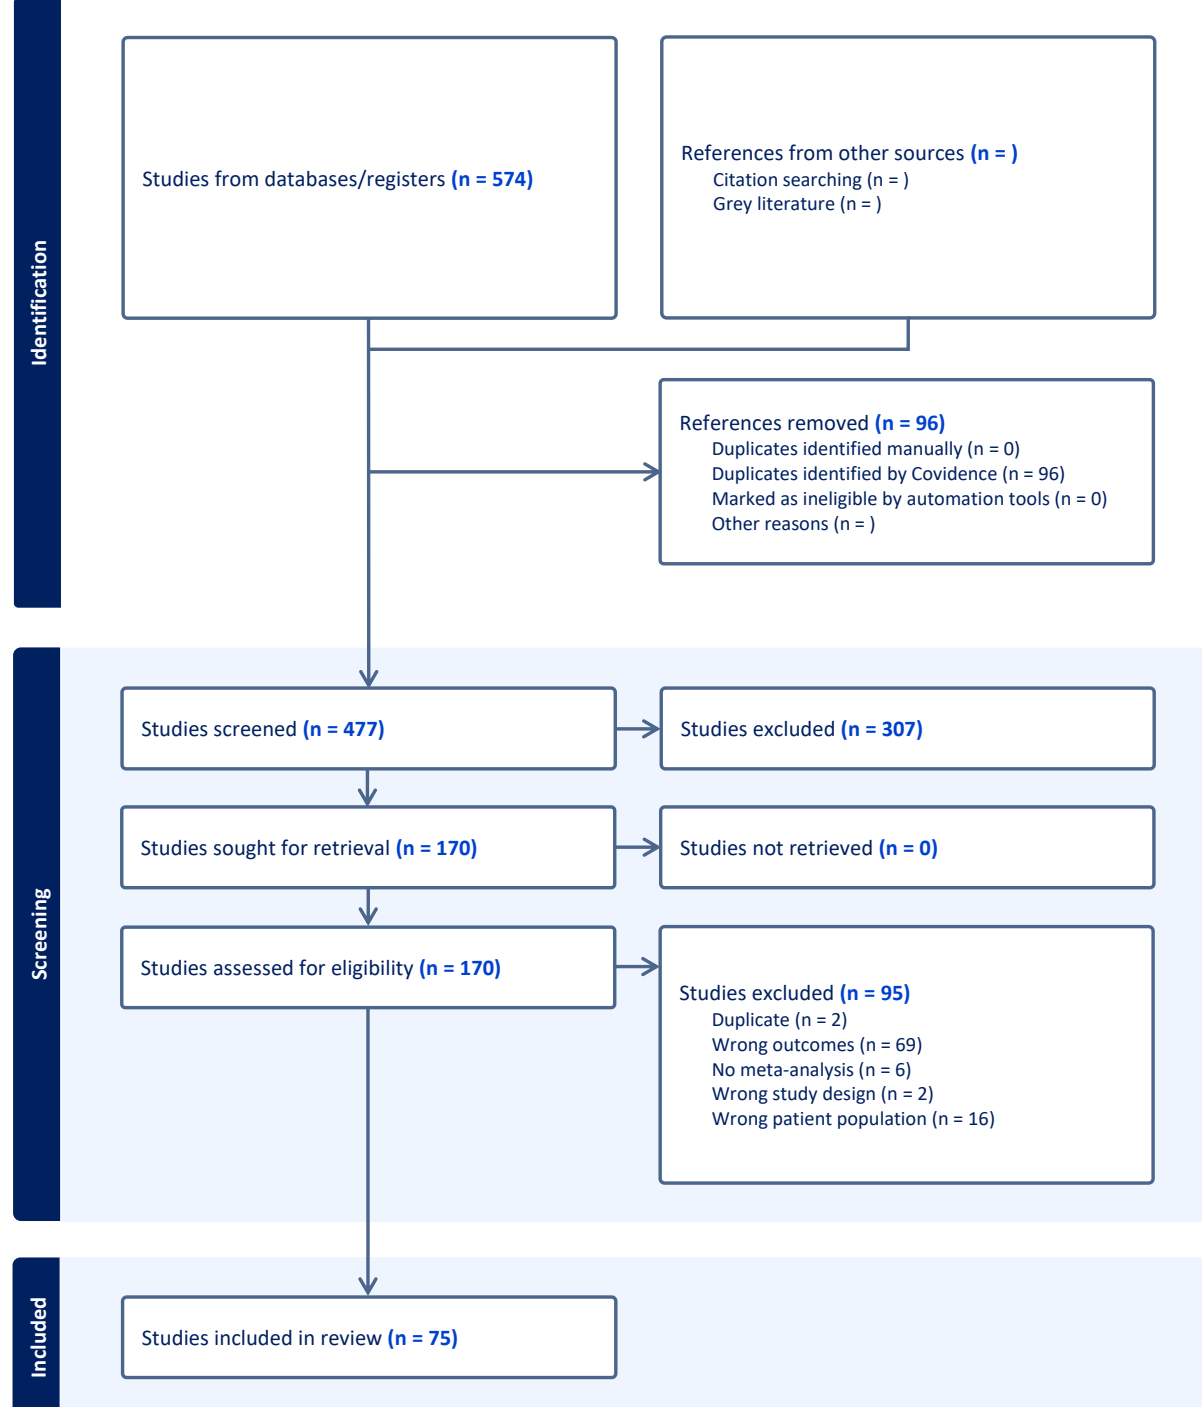 Identification
Studies from databases/registers (n = 574)
References from other sources (n = )
Citation searching (n = )
Grey literature (n = )
References removed (n = 96)
Duplicates identified manually (n = 0)
Duplicates identified by Covidence (n = 96)
Marked as ineligible by automation tools (n = 0)
Other reasons (n = )
Screening
Studies screened (n = 477)
Studies excluded (n = 307)
Studies sought for retrieval (n = 170)
Studies not retrieved (n = 0)
Studies assessed for eligibility (n = 170)
Studies excluded (n = 95)
Duplicate (n = 2)
Wrong outcomes (n = 69)
No meta-analysis (n = 6)
Wrong study design (n = 2)
Wrong patient population (n = 16)
Included
Studies included in review (n = 75)